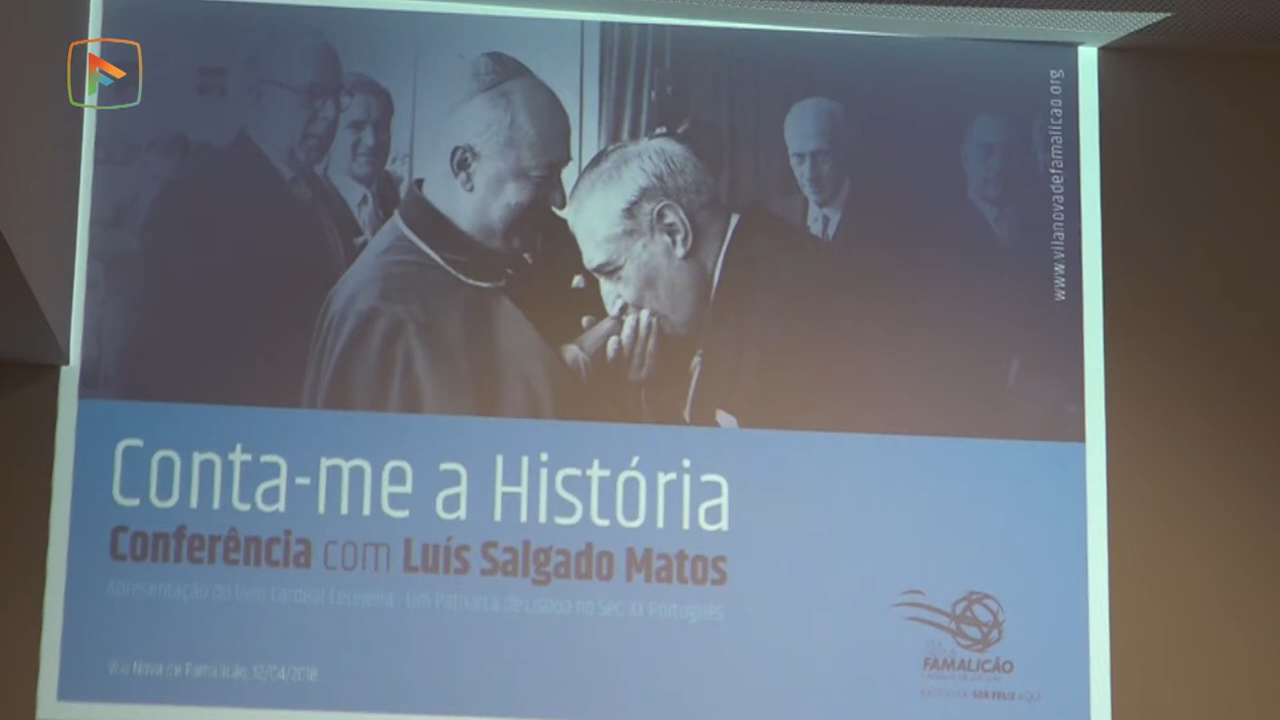 www.vilanovadefamalicao.org
Conta-me a História
Conferência com Luís Salgado Matos
Apresentação do livro Cardeal Cerejeira - Um Patriarca de Lisboa no Séc. XX Português
Vila Nova de Famalicão, 12/04/2018
FAMALICÃO
SER FELIZ AQUI